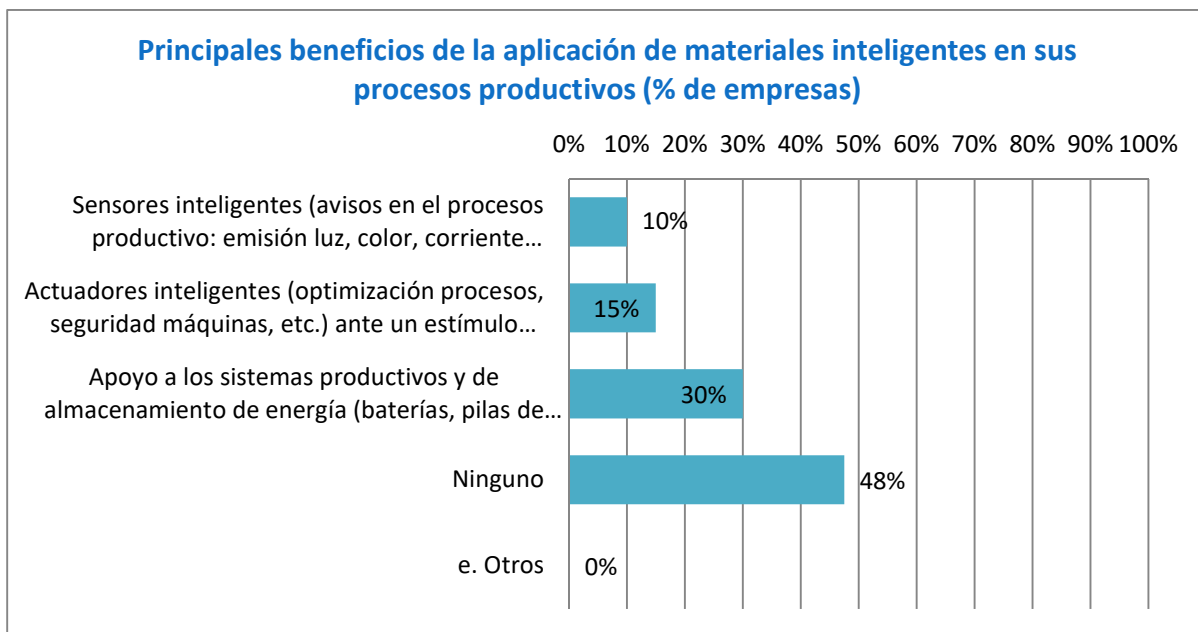 Principales beneficios de la aplicación de materiales inteligentes en sus
procesos productivos (% de empresas)
0% 10% 20% 30% 40% 50% 60% 70% 80% 90% 100%
Sensores inteligentes (avisos en el procesos
productivo: emisión luz, color, corriente…
10%
Actuadores inteligentes (optimización procesos,
seguridad máquinas, etc.) ante un estímulo…
15%
Apoyo a los sistemas productivos y de
almacenamiento de energía (baterías, pilas de…
30%
Ninguno
48%
e. Otros
0%